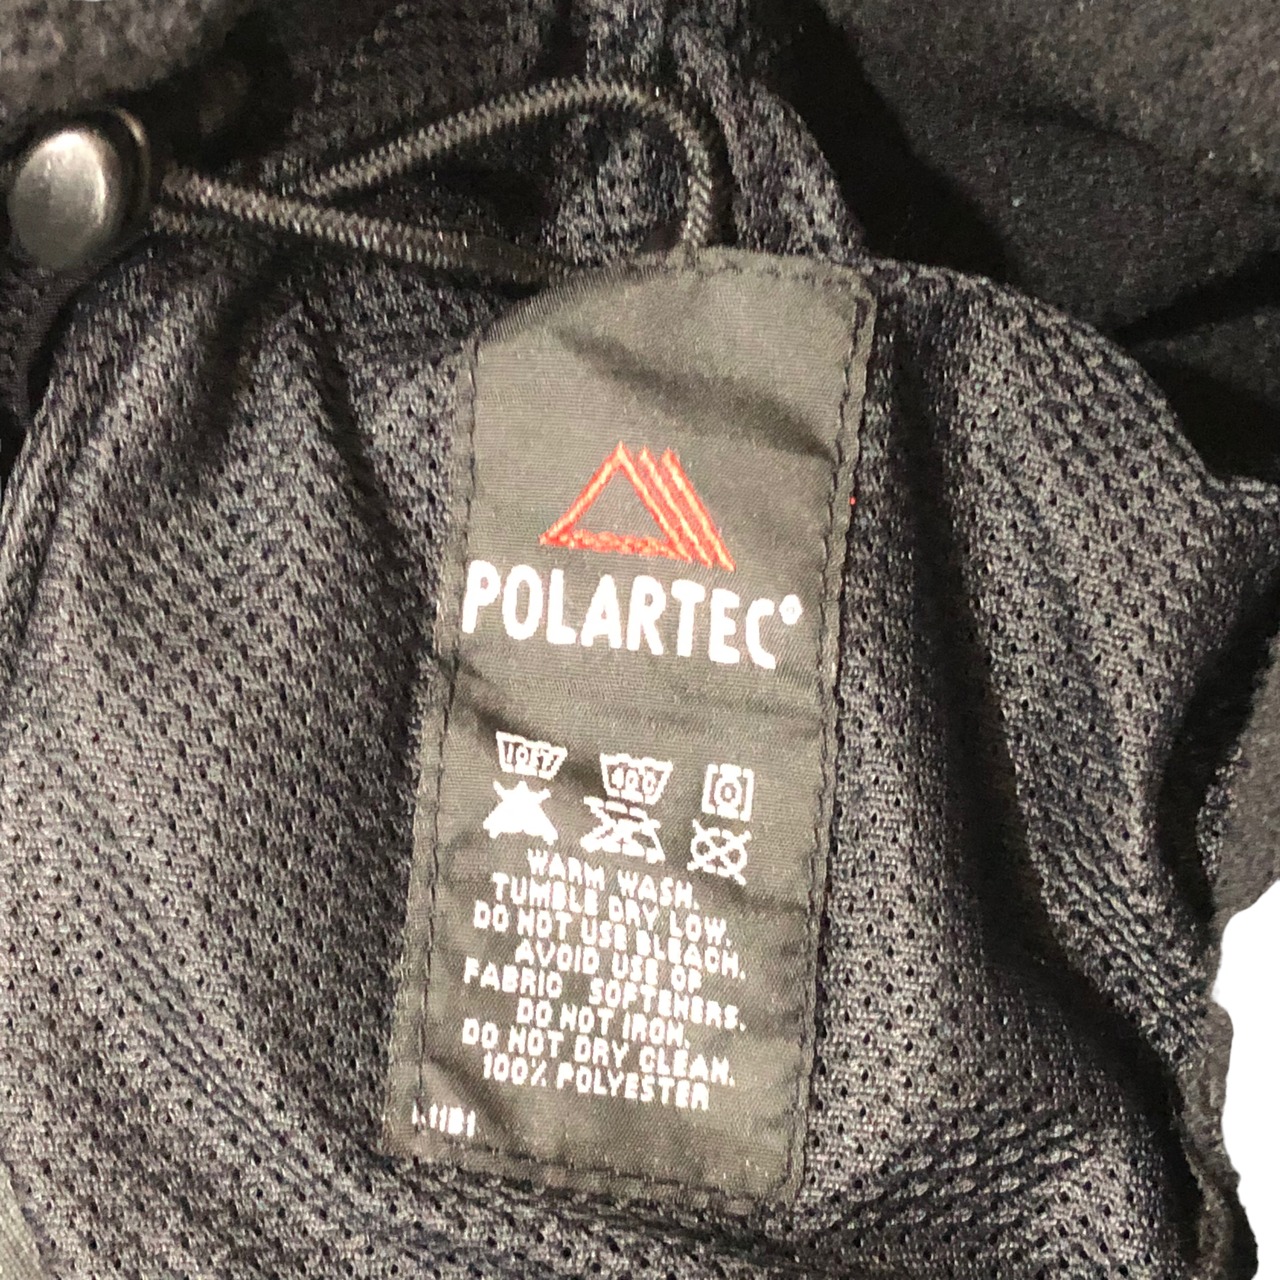 POLARTEC®
WARM WASH.
TUMBLE DRY LOW.
DO NOT USE BLEACH.
AVOID USE OF
FABRIC SOFTENERS.
DO NOT IRON.
DO NOT DRY CLEAN.
100% POLYESTER